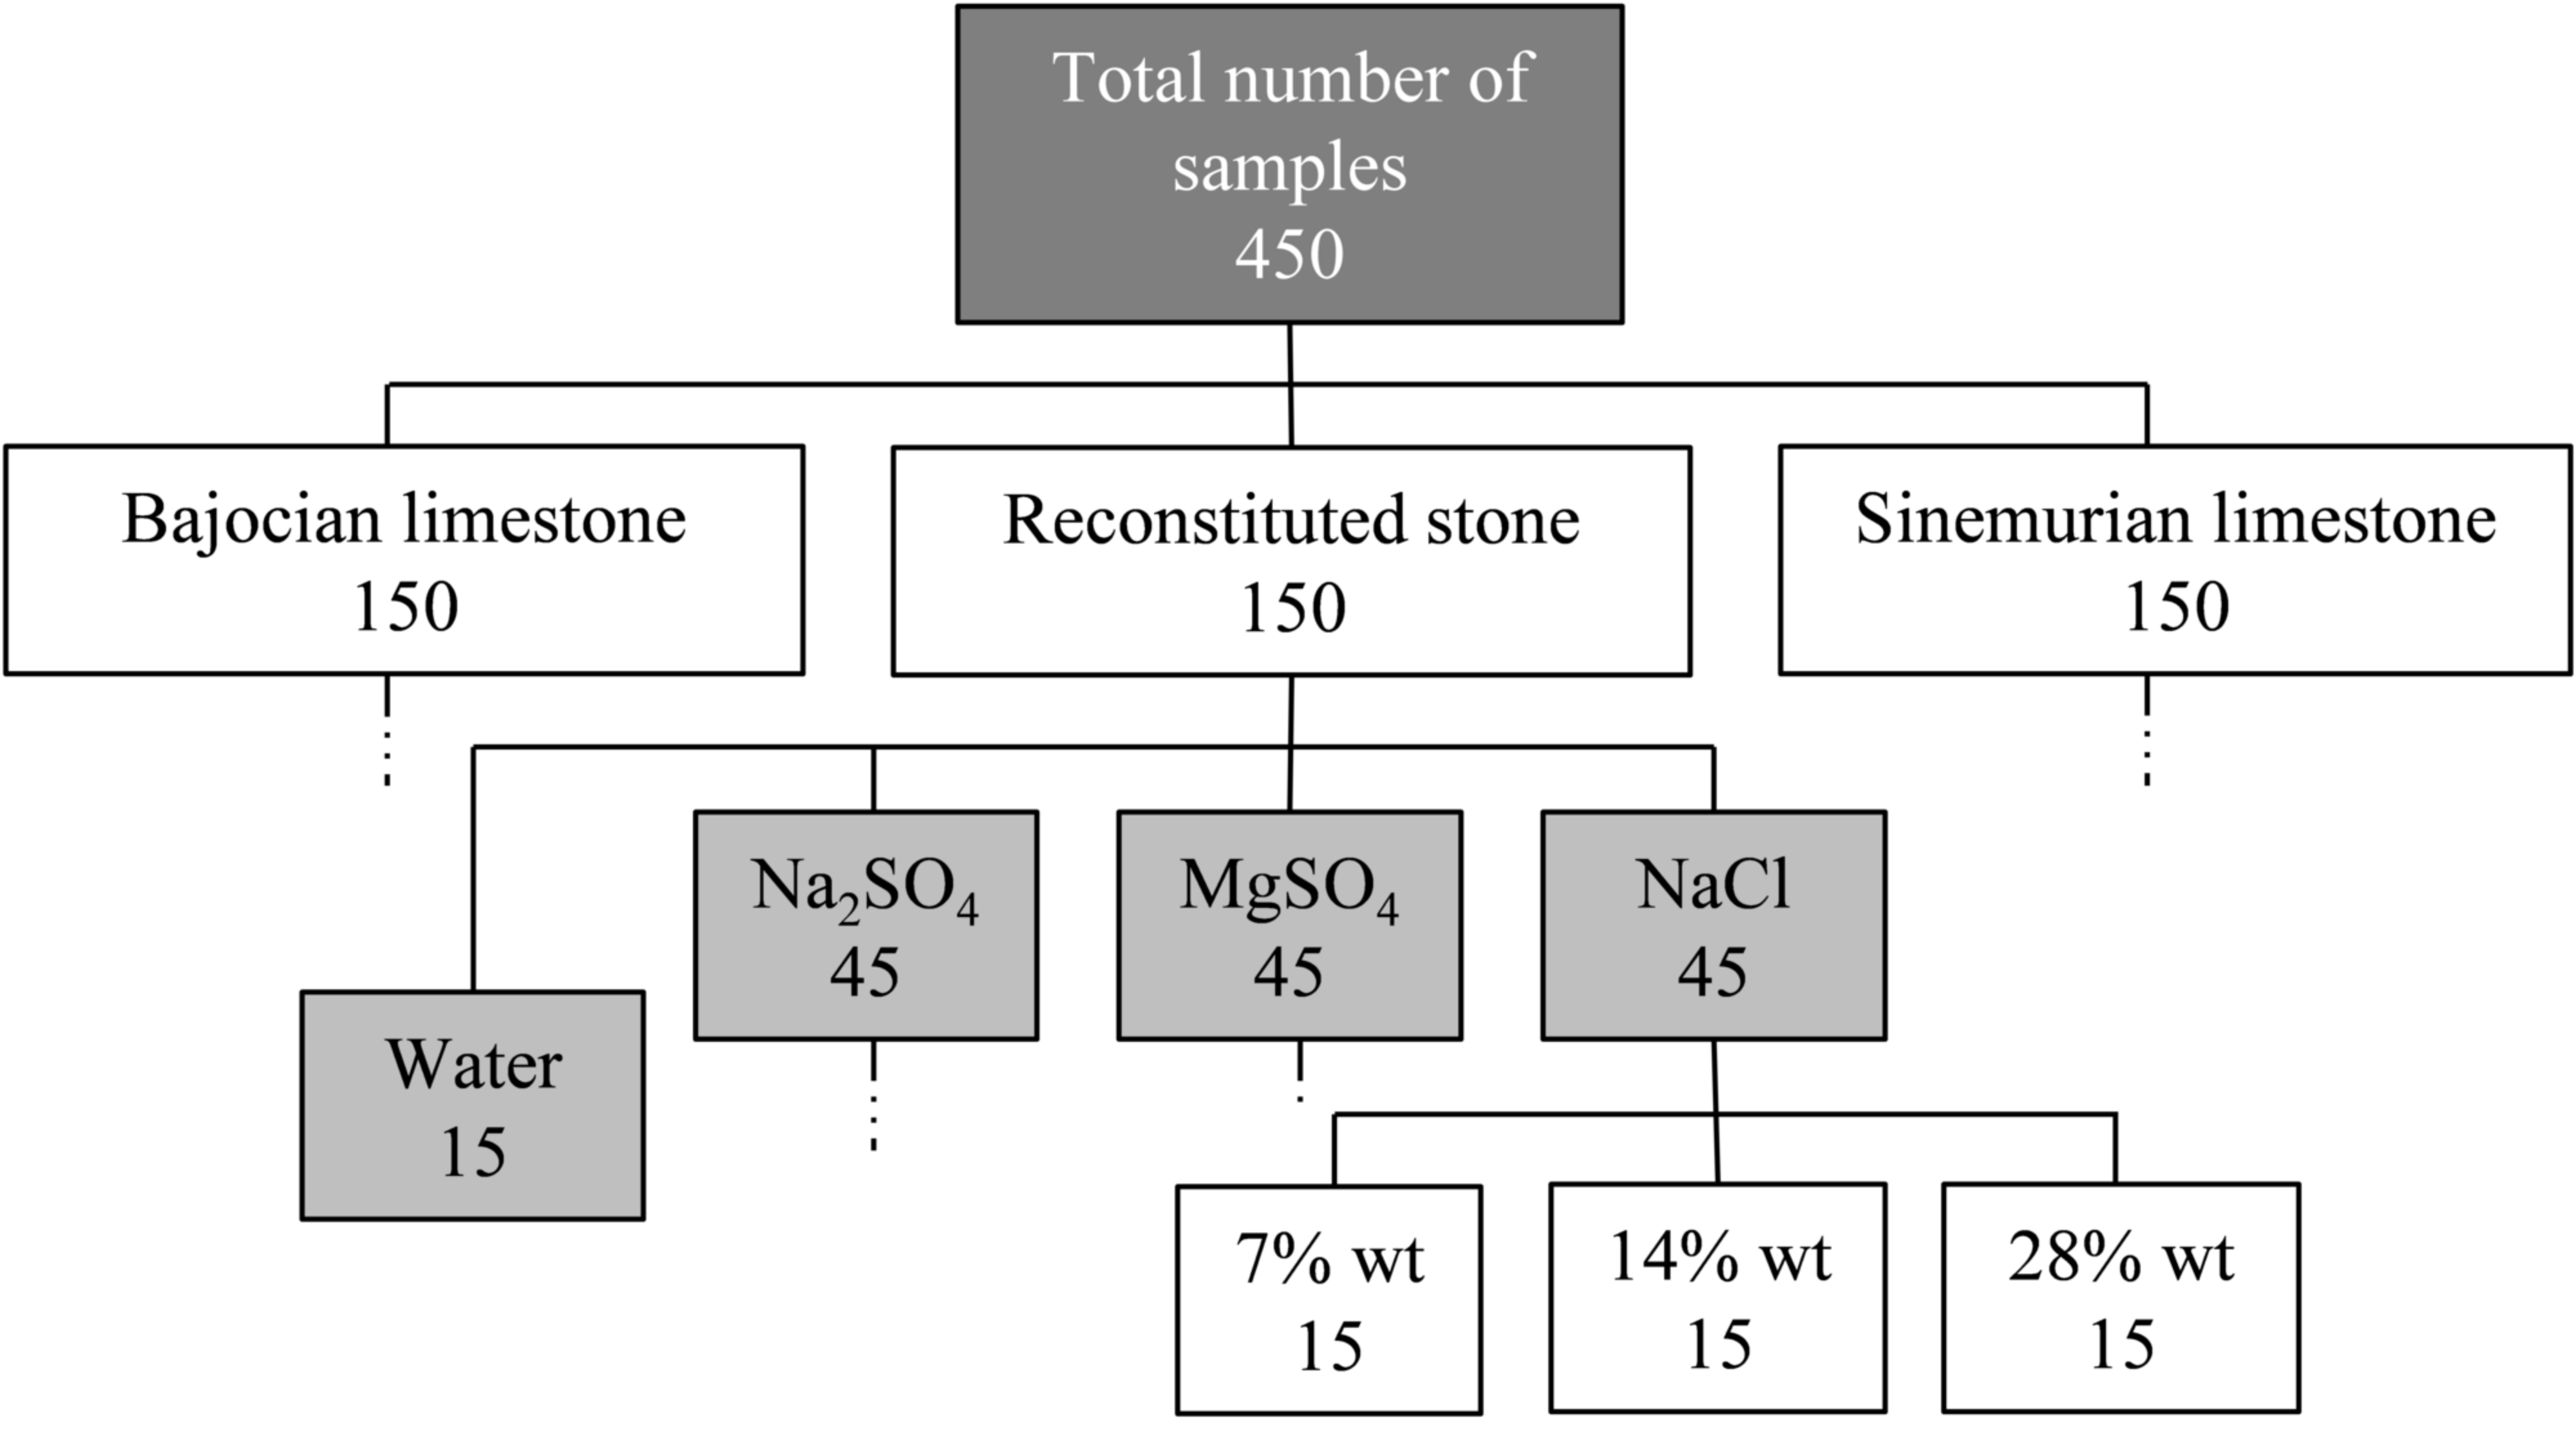 Total number of
samples
450
Bajocian limestone
150
Reconstituted stone
150
Sinemurian limestone
150
Na₂SO₄
45
MgSO₄
45
NaCl
45
Water
15
7% wt
15
14% wt
15
28% wt
15